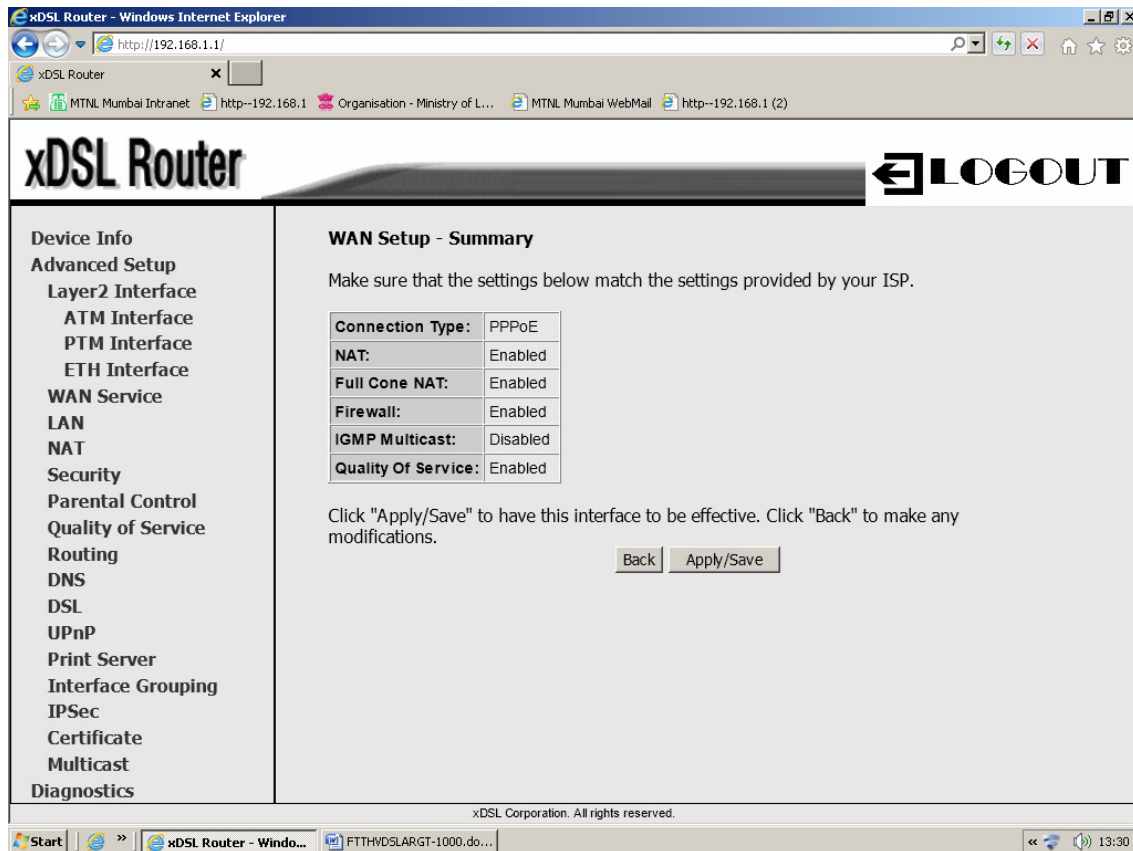 xDSL Router - Windows Internet Explorer
http://192.168.1.1/
xDSL Router
MTNL Mumbai Intranet http--192.168.1 Organisation - Ministry of L... MTNL Mumbai WebMail http--192.168.1 (2)
xDSL Router
LOGOUT
Device Info
Advanced Setup
Layer2 Interface
ATM Interface
PTM Interface
ETH Interface
WAN Service
LAN
NAT
Security
Parental Control
Quality of Service
Routing
DNS
DSL
UPnP
Print Server
Interface Grouping
IPSec
Certificate
Multicast
Diagnostics
WAN Setup - Summary
Make sure that the settings below match the settings provided by your ISP.
Connection Type: PPPoE
NAT: Enabled
Full Cone NAT: Enabled
Firewall: Enabled
IGMP Multicast: Disabled
Quality Of Service: Enabled
Click "Apply/Save" to have this interface to be effective. Click "Back" to make any
modifications.
Back Apply/Save
xDSL Corporation. All rights reserved.
Start » xDSL Router - Windo... FTTHVDSLARGT-1000.do... « 13:30